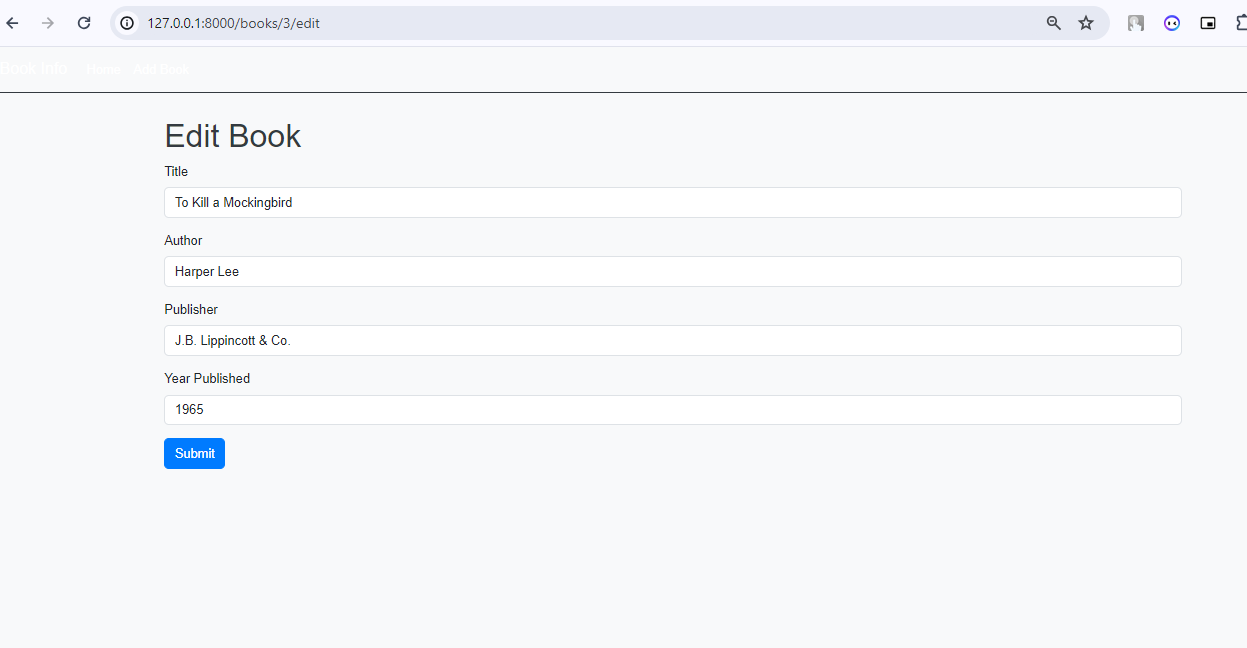 127.0.0.1:8000/books/3/edit
Book Info Home Add Book
Edit Book
Title
To Kill a Mockingbird
Author
Harper Lee
Publisher
J.B. Lippincott & Co.
Year Published
1965
Submit